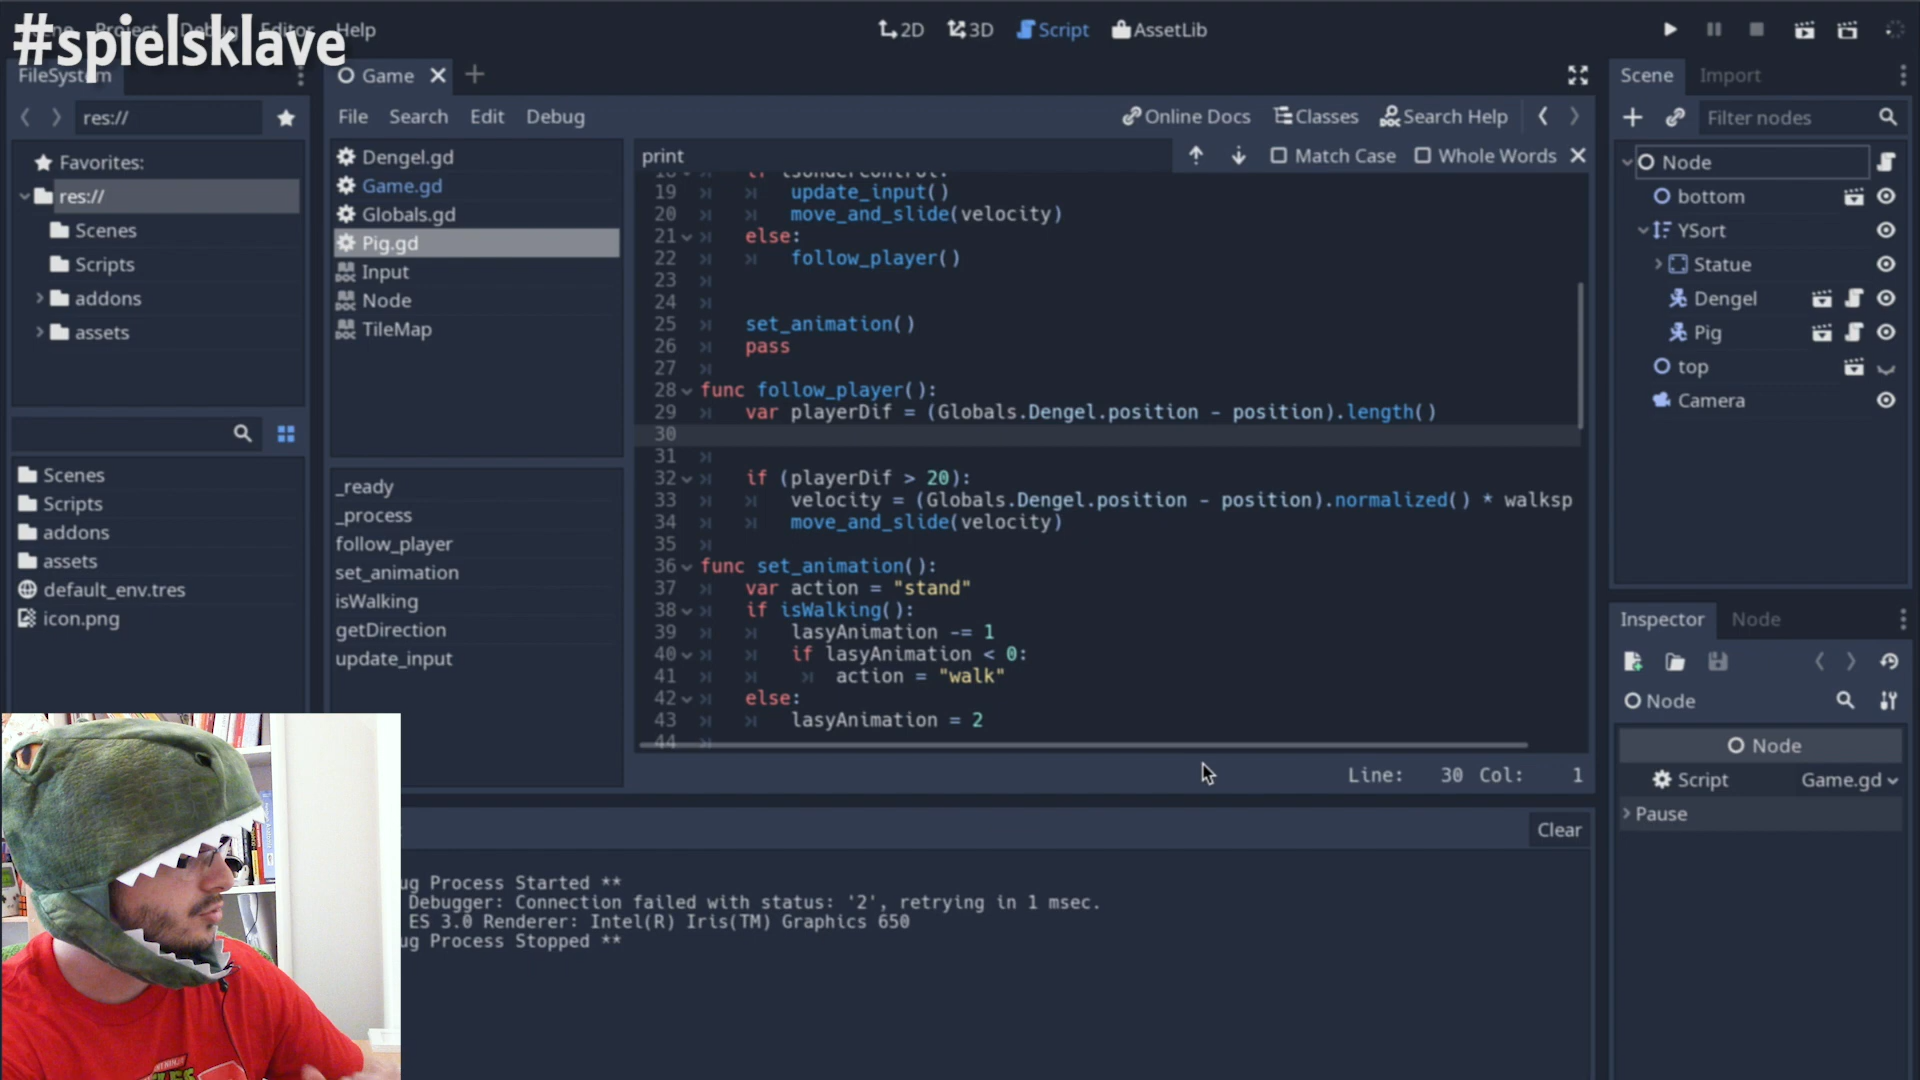 #spielsklave
Help
2D
3D
Script
AssetLib
FileSystem
res://
Favorites:
res://
Scenes
Scripts
addons
assets
Scenes
Scripts
addons
assets
default_env.tres
icon.png
Game
File Search Edit Debug
Online Docs Classes Search Help
Dengel.gd
Game.gd
Globals.gd
Pig.gd
Input
Node
TileMap
_ready
_process
follow_player
set_animation
isWalking
getDirection
update_input
print
Match Case
Whole Words
19 update_input()
20 move_and_slide(velocity)
21 else:
22 follow_player()
23
24
25 set_animation()
26 pass
27
28 func follow_player():
29 var playerDif = (Globals.Dengel.position - position).length()
30
31
32 if (playerDif > 20):
33 velocity = (Globals.Dengel.position - position).normalized() * walksp
34 move_and_slide(velocity)
35
36 func set_animation():
37 var action = "stand"
38 if isWalking():
39 lasyAnimation -= 1
40 if lasyAnimation < 0:
41 action = "walk"
42 else:
43 lasyAnimation = 2
44
Line: 30 Col: 1
Clear
ug Process Started **
Debugger: Connection failed with status: '2', retrying in 1 msec.
ES 3.0 Renderer: Intel(R) Iris(TM) Graphics 650
ug Process Stopped **
Scene Import
Filter nodes
Node
bottom
YSort
Statue
Dengel
Pig
top
Camera
Inspector Node
Node
Node
Script Game.gd
Pause